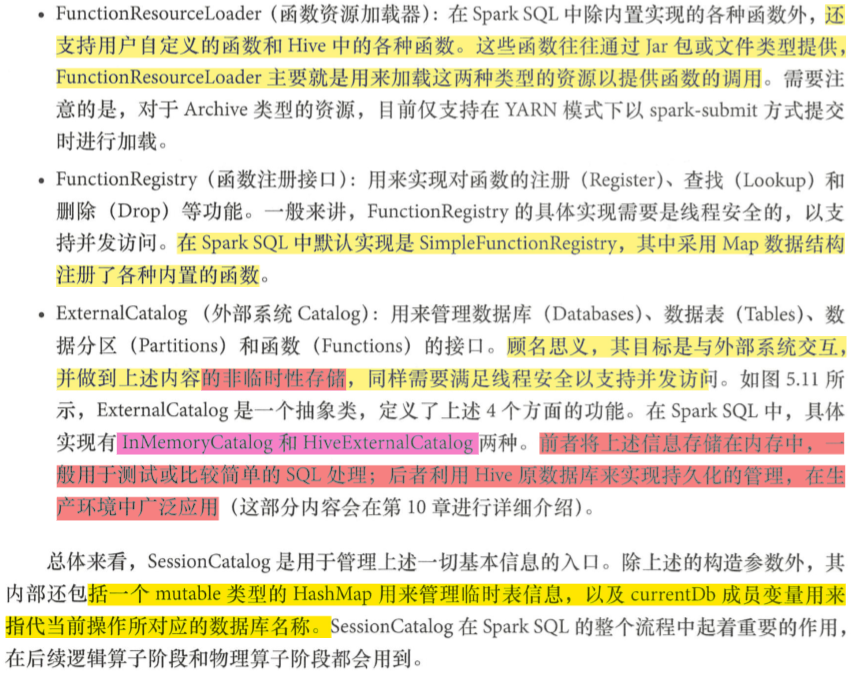 • FunctionResourceLoader（函数资源加载器）：在 Spark SQL 中除内置实现的各种函数外，还
支持用户自定义的函数和 Hive 中的各种函数。这些函数往往通过 Jar 包或文件类型提供，
FunctionResourceLoader 主要就是用来加载这两种类型的资源以提供函数的调用。需要注
意的是，对于 Archive 类型的资源，目前仅支持在 YARN 模式下以 spark-submit 方式提交
时进行加载。
• FunctionRegistry（函数注册接口）：用来实现对函数的注册（Register）、查找（Lookup）和
删除（Drop）等功能。一般来讲，FunctionRegistry 的具体实现需要是线程安全的，以支
持并发访问。在 Spark SQL 中默认实现是 SimpleFunctionRegistry，其中采用 Map 数据结构
注册了各种内置的函数。
• ExternalCatalog （外部系统 Catalog）：用来管理数据库（Databases）、数据表（Tables）、数
据分区（Partitions）和函数（Functions）的接口。顾名思义，其目标是与外部系统交互，
并做到上述内容的非临时性存储，同样需要满足线程安全以支持并发访问。如图 5.11 所
示，ExternalCatalog 是一个抽象类，定义了上述 4 个方面的功能。在 Spark SQL 中，具体
实现有 InMemoryCatalog 和 HiveExternalCatalog 两种。前者将上述信息存储在内存中，一
般用于测试或比较简单的 SQL 处理；后者利用 Hive 原数据库来实现持久化的管理，在生
产环境中广泛应用（这部分内容会在第 10 章进行详细介绍）。
总体来看，SessionCatalog 是用于管理上述一切基本信息的入口。除上述的构造参数外，其
内部还包括一个 mutable 类型的 HashMap 用来管理临时表信息，以及 currentDb 成员变量用来
指代当前操作所对应的数据库名称。SessionCatalog 在 Spark SQL 的整个流程中起着重要的作用，
在后续逻辑算子阶段和物理算子阶段都会用到。